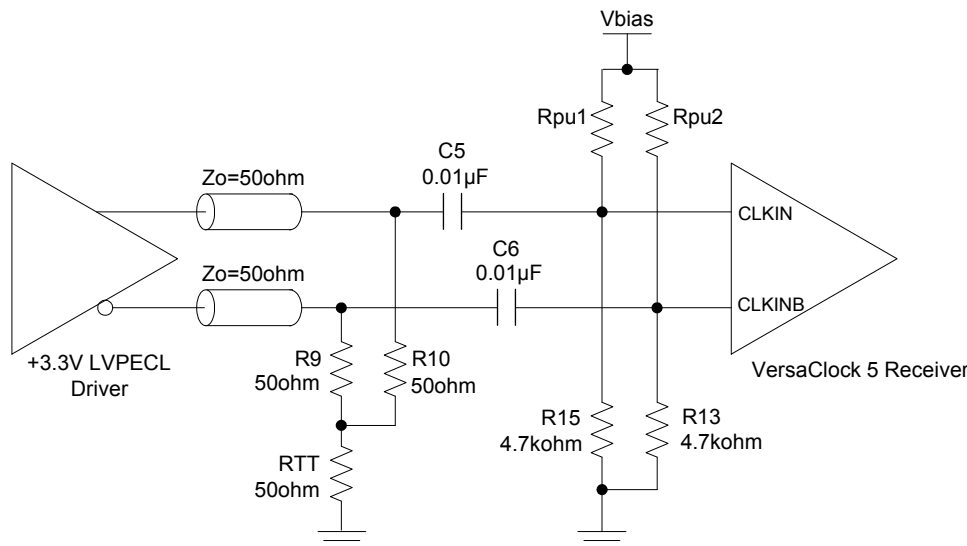 Vbias
Rpu1
Rpu2
C5
0.01µF
Zo=50ohm
CLKIN
C6
0.01µF
Zo=50ohm
CLKINB
+3.3V LVPECL
Driver
R9
50ohm
R10
50ohm
VersaClock 5 Receiver
R15
4.7kohm
R13
4.7kohm
RTT
50ohm